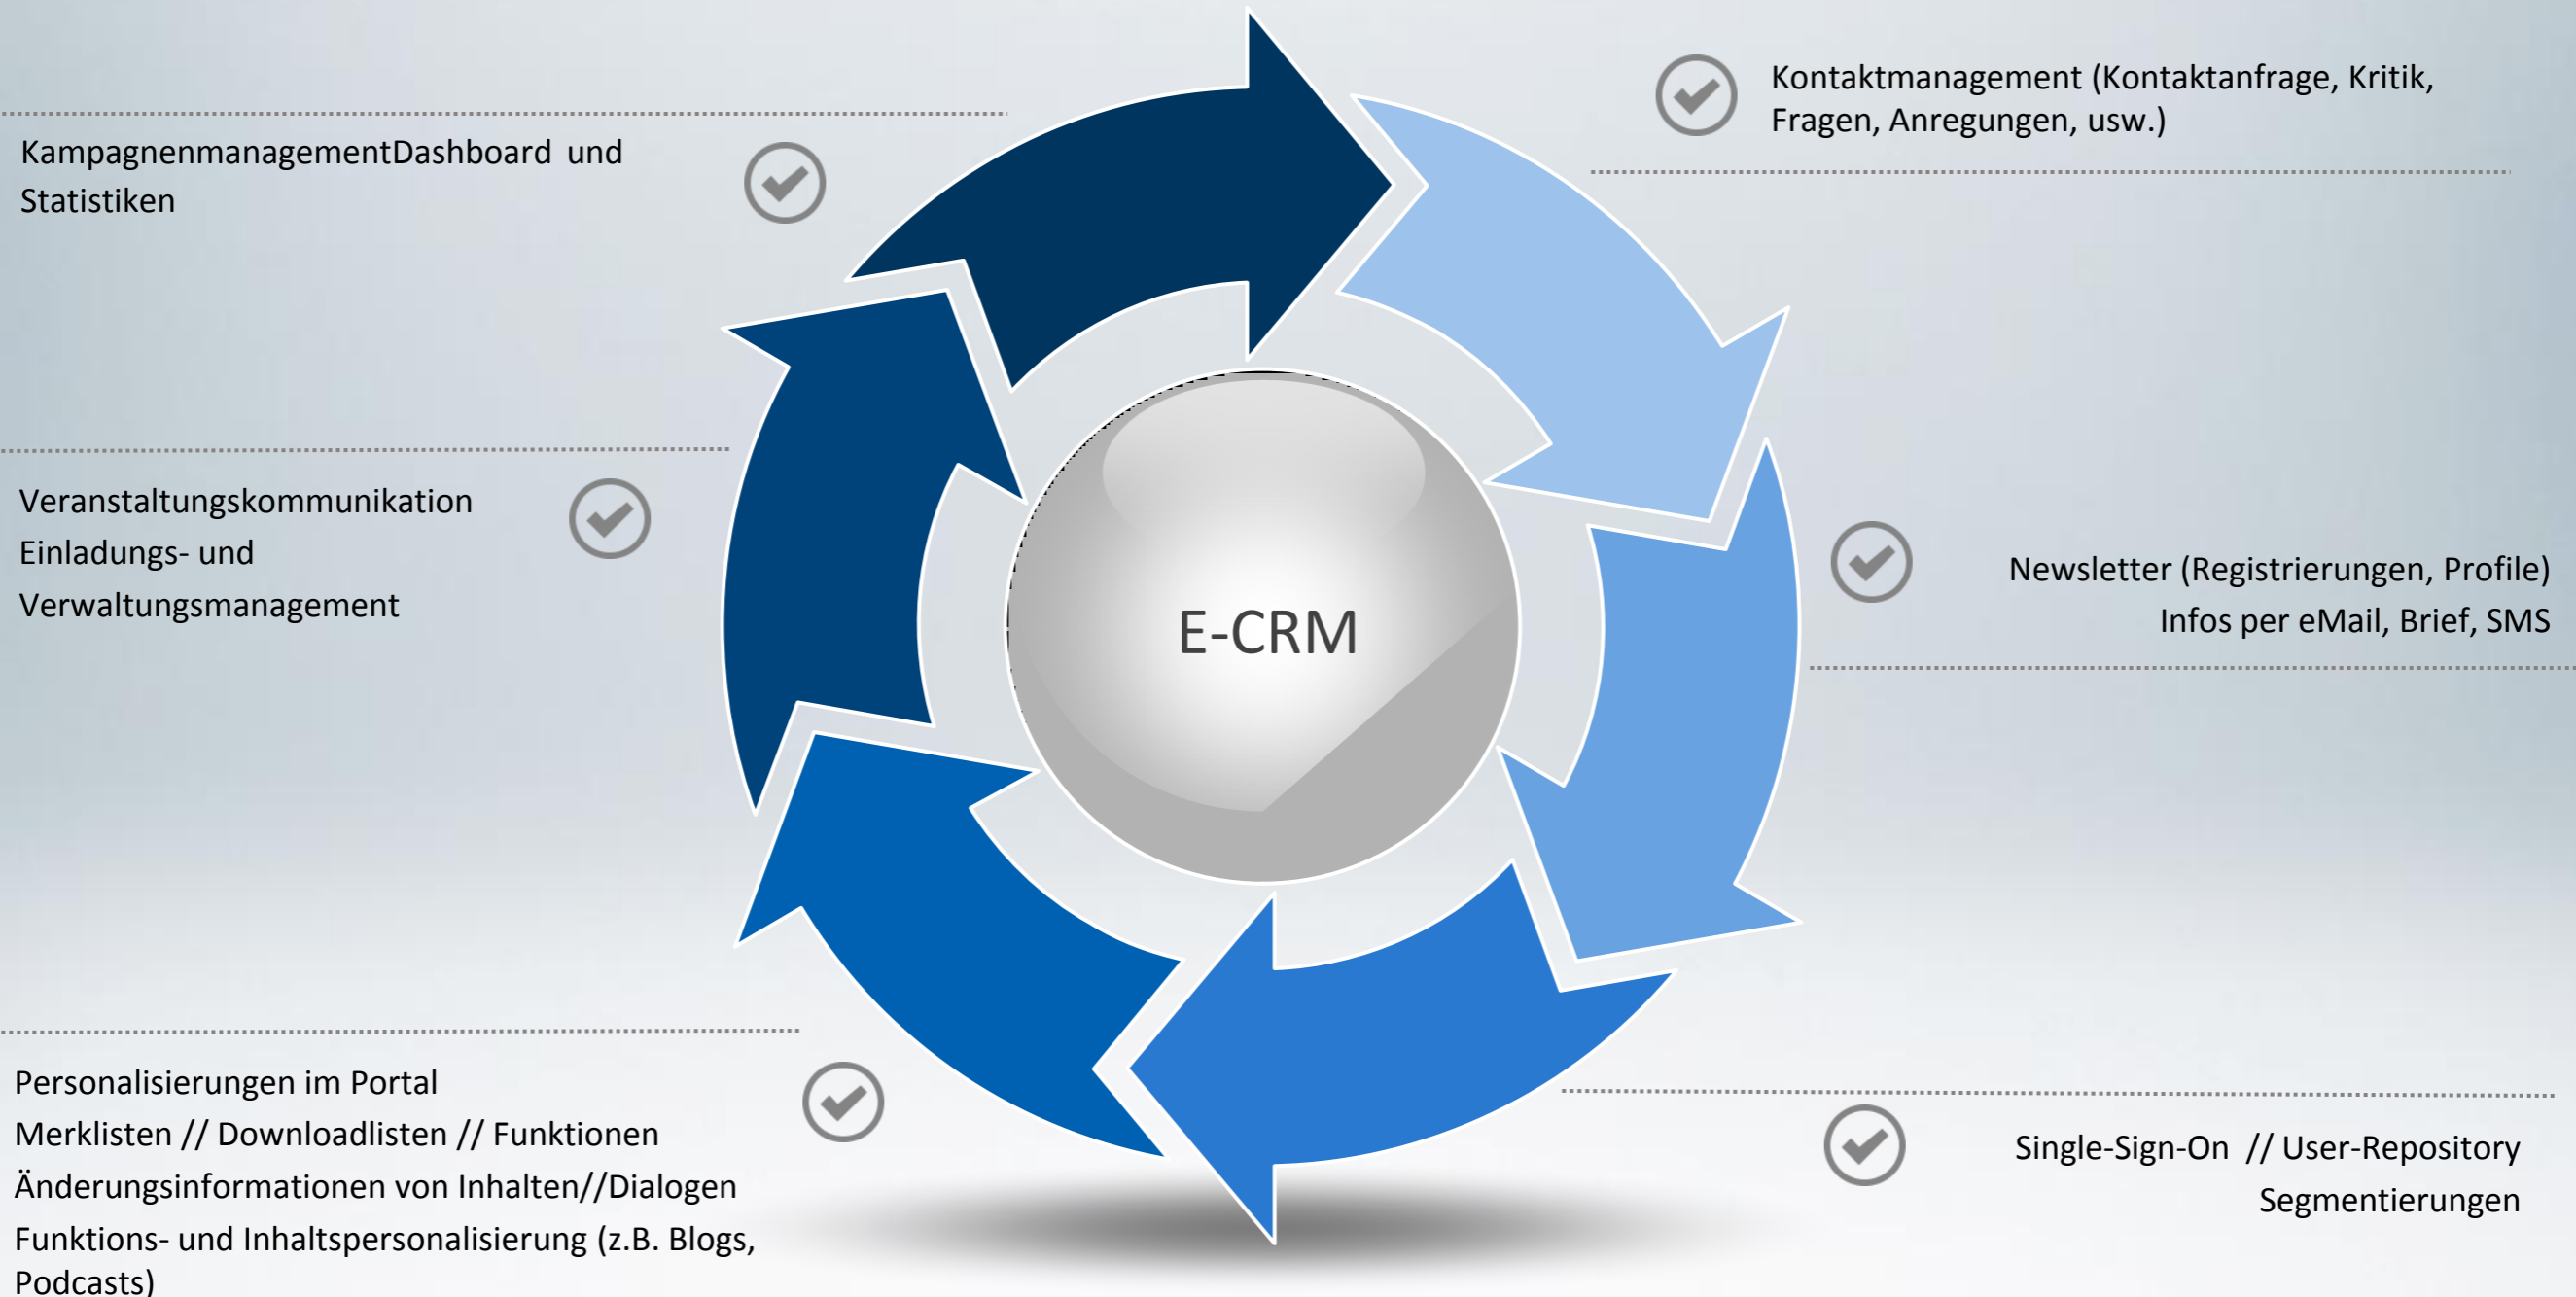 KampagnenmanagementDashboard und
Statistiken
Kontaktmanagement (Kontaktanfrage, Kritik,
Fragen, Anregungen, usw.)
Veranstaltungskommunikation
Einladungs- und
Verwaltungsmanagement
E-CRM
Newsletter (Registrierungen, Profile)
Infos per eMail, Brief, SMS
Personalisierungen im Portal
Merklisten // Downloadlisten // Funktionen
Änderungsinformationen von Inhalten//Dialogen
Funktions- und Inhaltspersonalisierung (z.B. Blogs,
Podcasts)
Single-Sign-On // User-Repository
Segmentierungen